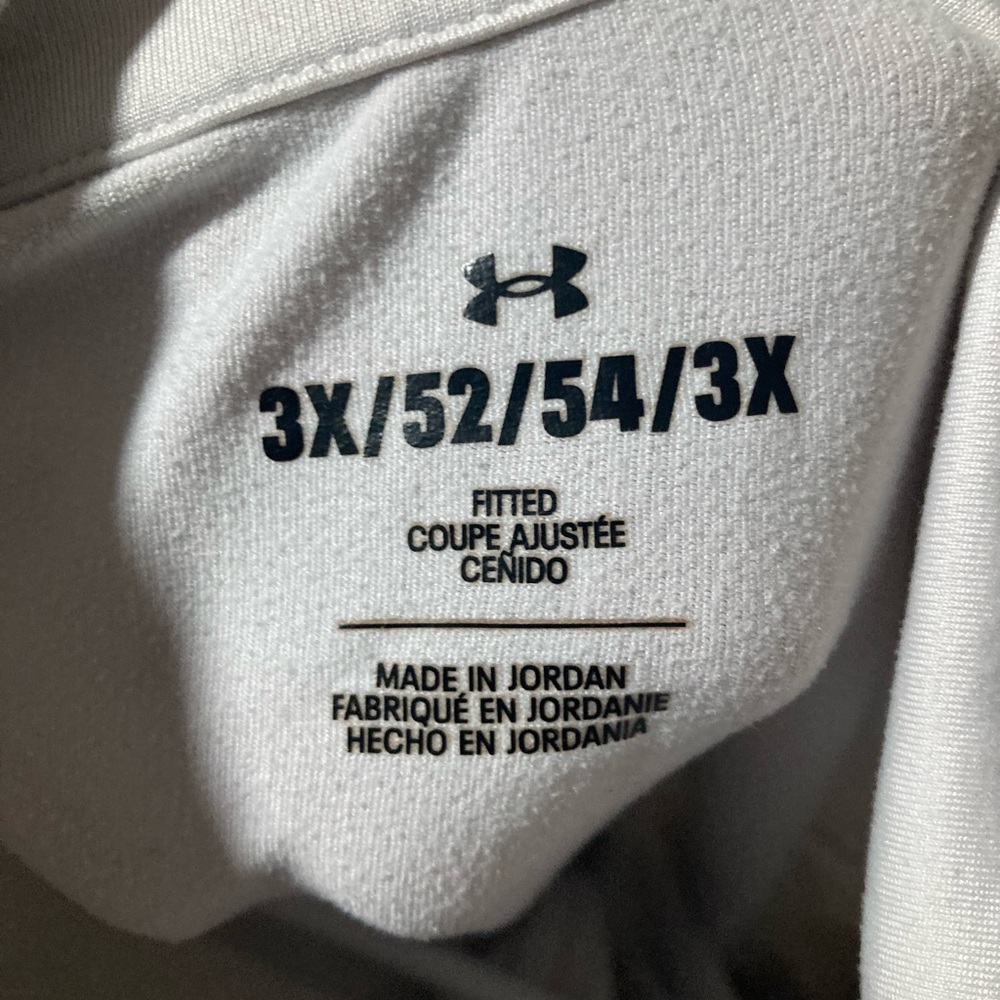 3X/52/54/3X
FITTED
COUPE AJUSTÉE
CEÑIDO
MADE IN JORDAN
FABRIQUÉ EN JORDANIE
HECHO EN JORDANIA